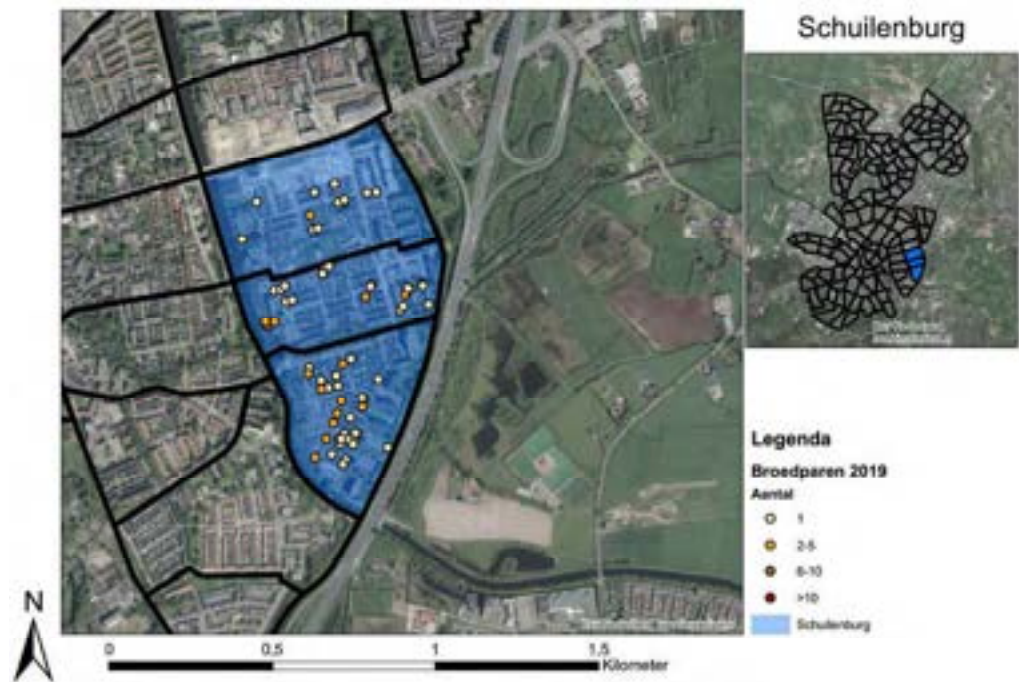 Schuilenburg
Legenda
Broedparen 2019
Aantal
1
2-5
6-10
>10
Schuilenburg
N
0 0,5 1 1,5
Kilometer